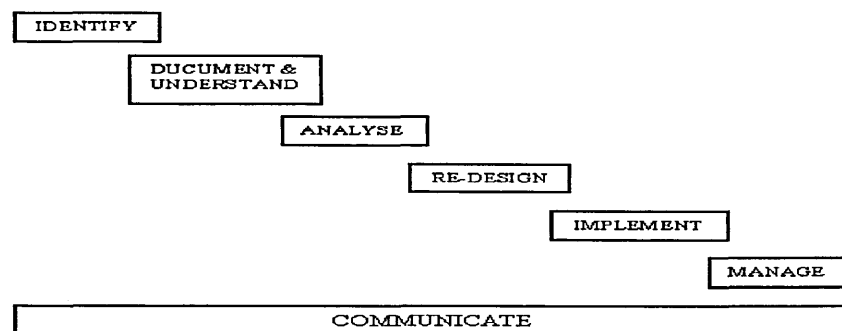 IDENTIFY
DUCUMENT &
UNDERSTAND
ANALYSE
RE-DESIGN
IMPLEMENT
MANAGE
COMMUNICATE